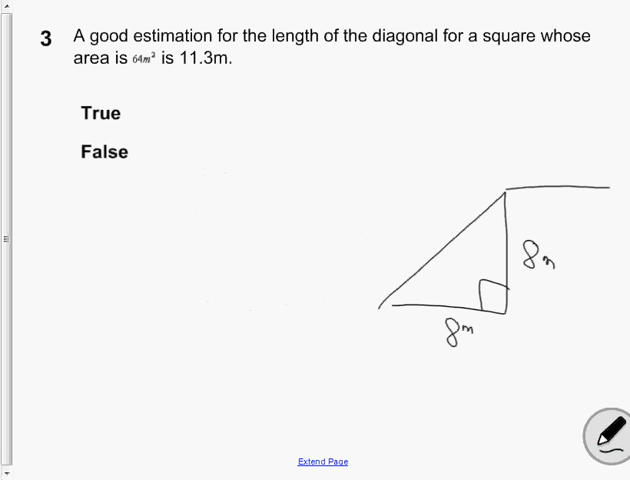 3 A good estimation for the length of the diagonal for a square whose
area is 64m² is 11.3m.
True
False
8m
8m
Extend Page